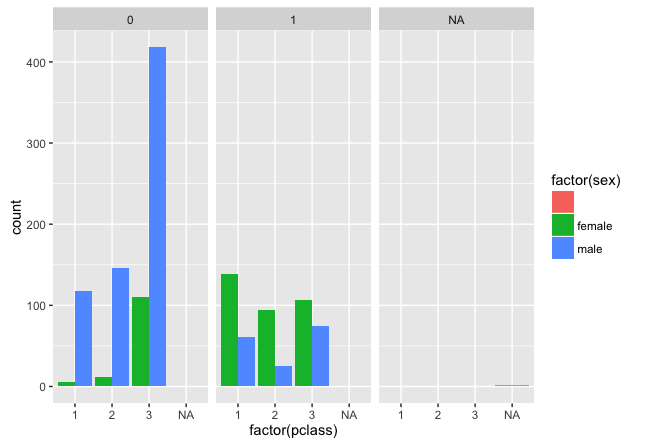 0 1 NA
400
300
200
100
0
count
1 2 3 NA 1 2 3 NA 1 2 3 NA
factor(pclass)
factor(sex)
female
male